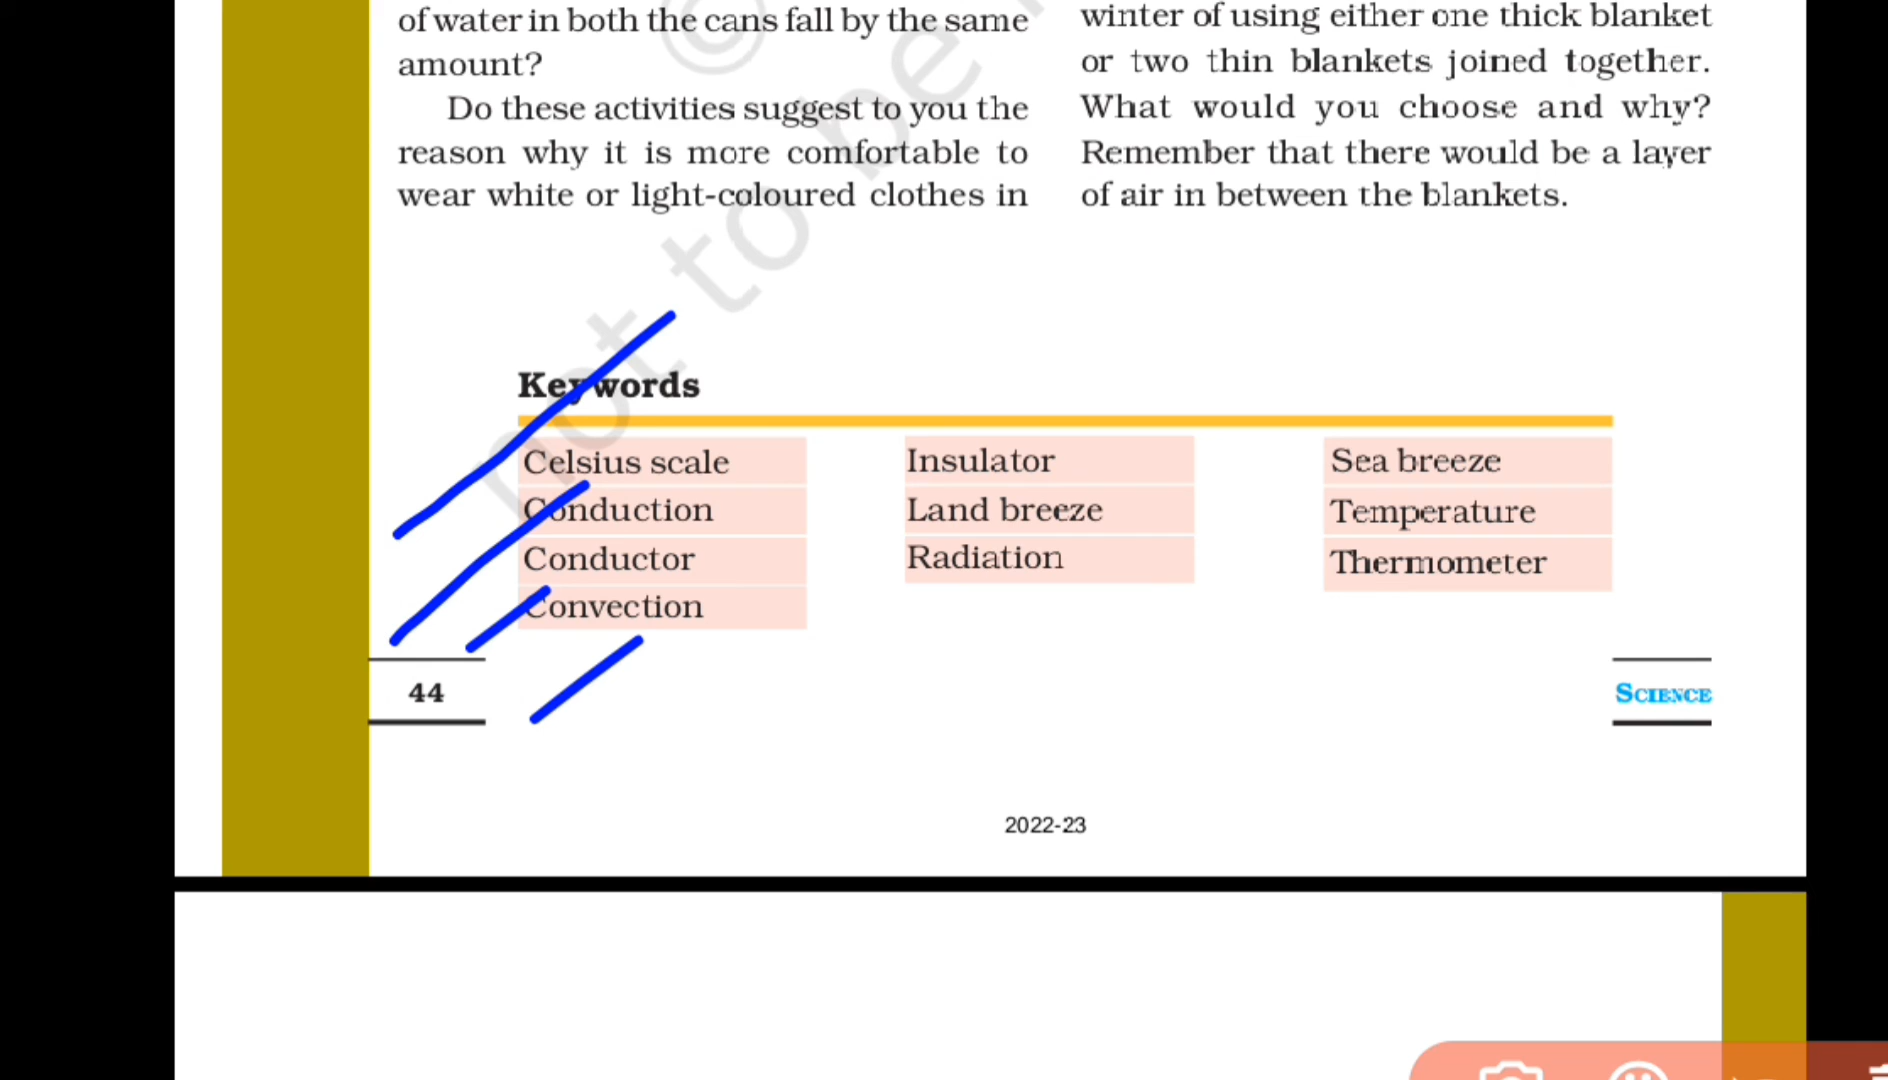 of water in both the cans fall by the same
amount?
Do these activities suggest to you the
reason why it is more comfortable to
wear white or light-coloured clothes in
winter of using either one thick blanket
or two thin blankets joined together.
What would you choose and why?
Remember that there would be a layer
of air in between the blankets.
not to be
©
Keywords
Celsius scale
Conduction
Conductor
Convection
Insulator
Land breeze
Radiation
Sea breeze
Temperature
Thermometer
44
SCIENCE
2022-23